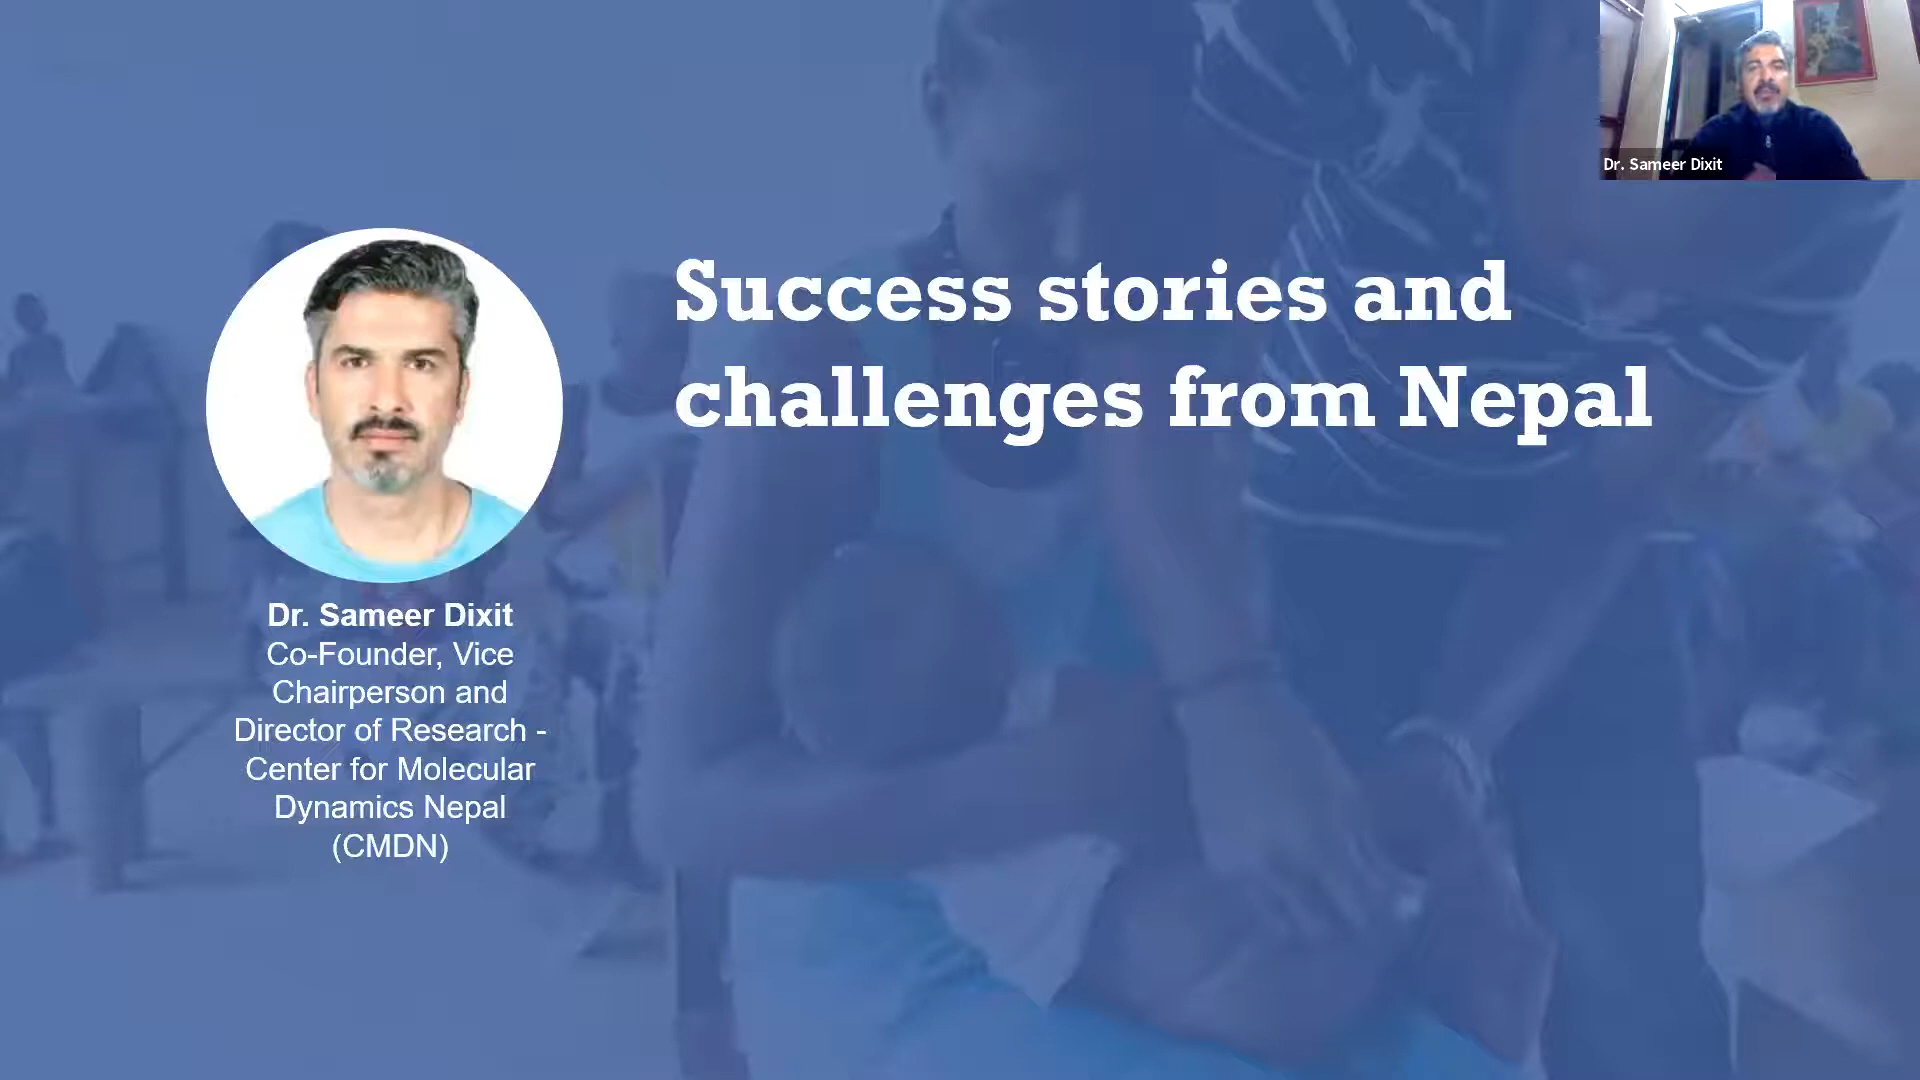 Dr. Sameer Dixit
Success stories and
challenges from Nepal
Dr. Sameer Dixit
Co-Founder, Vice
Chairperson and
Director of Research -
Center for Molecular
Dynamics Nepal
(CMDN)